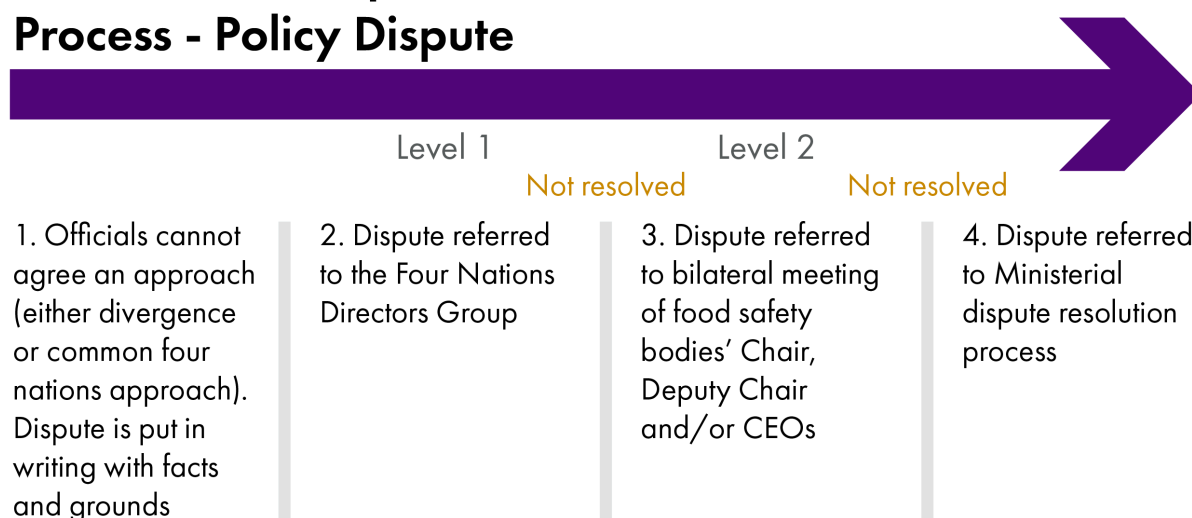 Process - Policy Dispute
Level 1
Level 2
Not resolved
Not resolved
1. Officials cannot
agree an approach
(either divergence
or common four
nations approach).
Dispute is put in
writing with facts
and grounds
2. Dispute referred
to the Four Nations
Directors Group
3. Dispute referred
to bilateral meeting
of food safety
bodies’ Chair,
Deputy Chair
and/or CEOs
4. Dispute referred
to Ministerial
dispute resolution
process